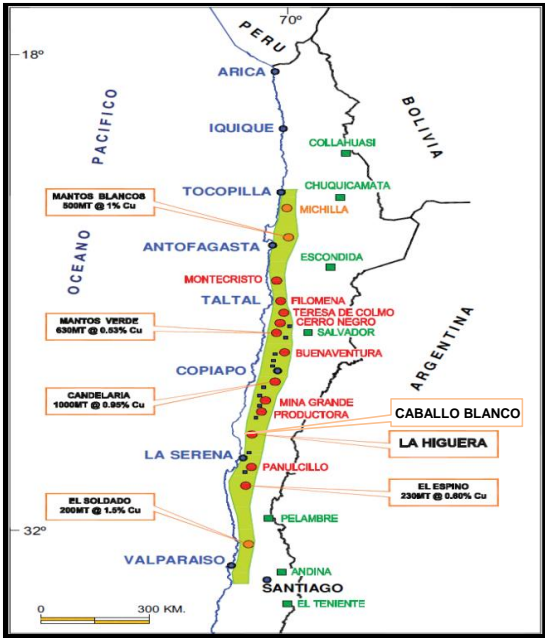 70°
PERU
18°
ARICA
PACIFICO
BOLIVIA
IQUIQUE
COLLAHUASI
TOCOPILLA
CHUQUICAMATA
MANTOS BLANCOS
500MT @ 1% Cu
MICHILLA
OCEANO
ANTOFAGASTA
ESCONDIDA
MONTECRISTO
TALTAL
FILOMENA
TERESA DE COLMO
MANTOS VERDE
630MT @ 0.53% Cu
CERRO NEGRO
SALVADOR
ARGENTINA
BUENAVENTURA
COPIAPO
CANDELARIA
1000MT @ 0.95% Cu
MINA GRANDE
PRODUCTORA
CABALLO BLANCO
LA HIGUERA
LA SERENA
PANULCILLO
EL ESPINO
230MT @ 0.60% Cu
EL SOLDADO
200MT @ 1.5% Cu
PELAMBRE
32°
VALPARAISO
ANDINA
SANTIAGO
EL TENIENTE
0 300 KM.